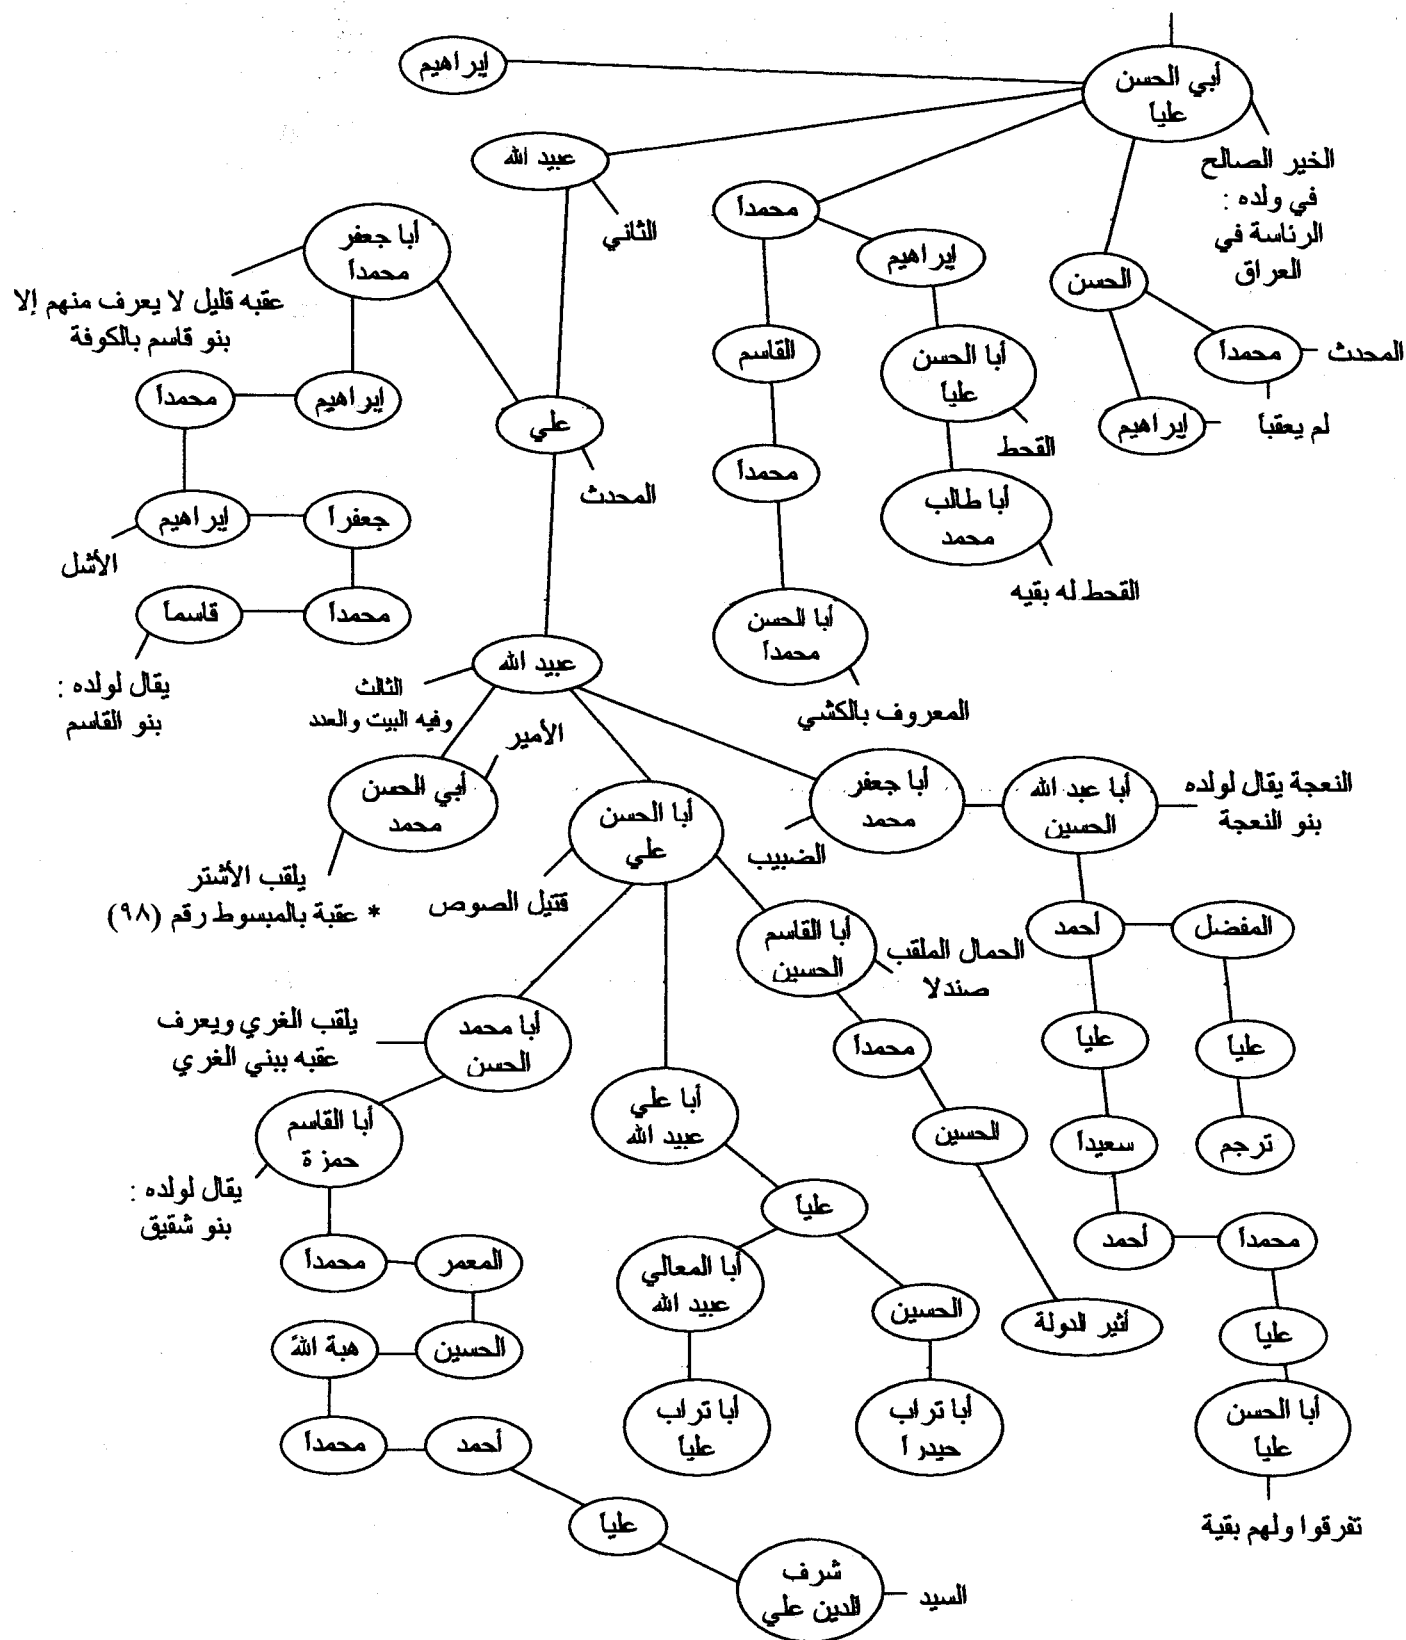 أبي الحسن
علياً
إبراهيم
عبيد الله
الثاني
الخير الصالح
في ولده :
الرئاسة في
العراق
محمداً
أبا جعفر
محمداً
عقبه قليل لا يعرف منهم إلا
بنو قاسم بالكوفة
إبراهيم
الحسن
القاسم
أبا الحسن
علياً
القحط
محمداً
المحدث
لم يعقبا
إبراهيم
إبراهيم
محمداً
علي
المحدث
محمداً
أبا طالب
محمد
القحط له بقيه
جعفراً
إبراهيم
الأشل
محمداً
قاسماً
يقال لولده :
بنو القاسم
أبا الحسن
محمداً
المعروف بالكشي
عبيد الله
الثالث
وفيه البيت والعدد
الأمير
أبي الحسن
محمد
يلقب الأشتر
* عقبة بالمبسوط رقم (٩٨)
أبا الحسن
علي
قتيل الصوص
أبا جعفر
محمد
الضبيب
أبا عبد الله
الحسين
النعجة يقال لولده
بنو النعجة
المفضل
أحمد
أبا القاسم
الحسين
الحمال الملقب
صندلا
أبا محمد
الحسن
يلقب الغري ويعرف
عقبه ببني الغري
علياً
علياً
محمداً
أبا علي
عبيد الله
أبا القاسم
حمزة
يقال لولده :
بنو شقيق
ترجم
سعيداً
الحسين
علياً
محمداً
أحمد
أبا المعالي
عبيد الله
المعمر
محمداً
الحسين
أثير الدولة
علياً
الحسين
هبة الله
أبا الحسن
علياً
أبا تراب
حيدراً
أبا تراب
علياً
أحمد
محمداً
تفرقوا ولهم بقية
علياً
شرف
الدين علي
السيد